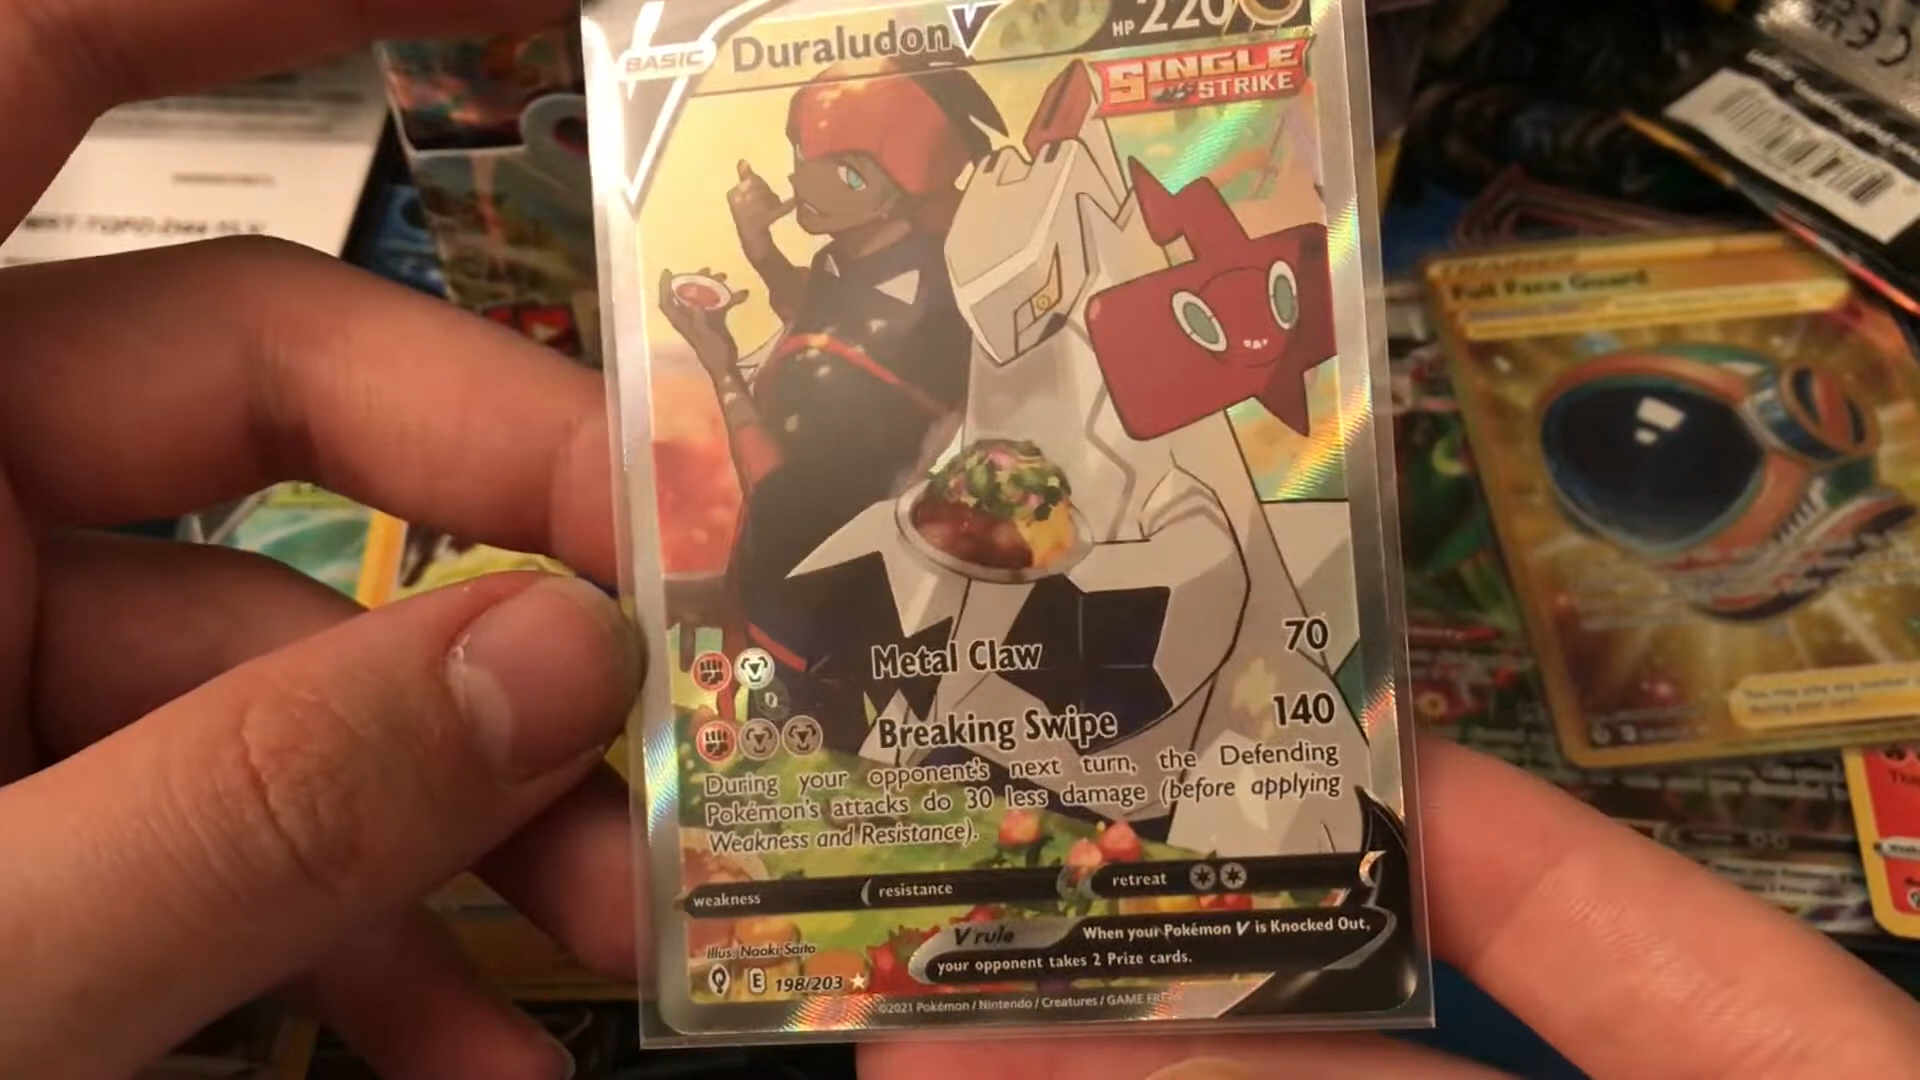 BASIC Duraludon V HP 220
SINGLE
STRIKE
Full Face Guard
Metal Claw 70
Breaking Swipe 140
During your opponent's next turn, the Defending
Pokémon's attacks do 30 less damage (before applying
Weakness and Resistance).
weakness resistance retreat
V rule When your Pokémon V is Knocked Out,
your opponent takes 2 Prize cards.
Illus. Naoki Saito
E 198/203
©2021 Pokémon / Nintendo / Creatures / GAME FREAK